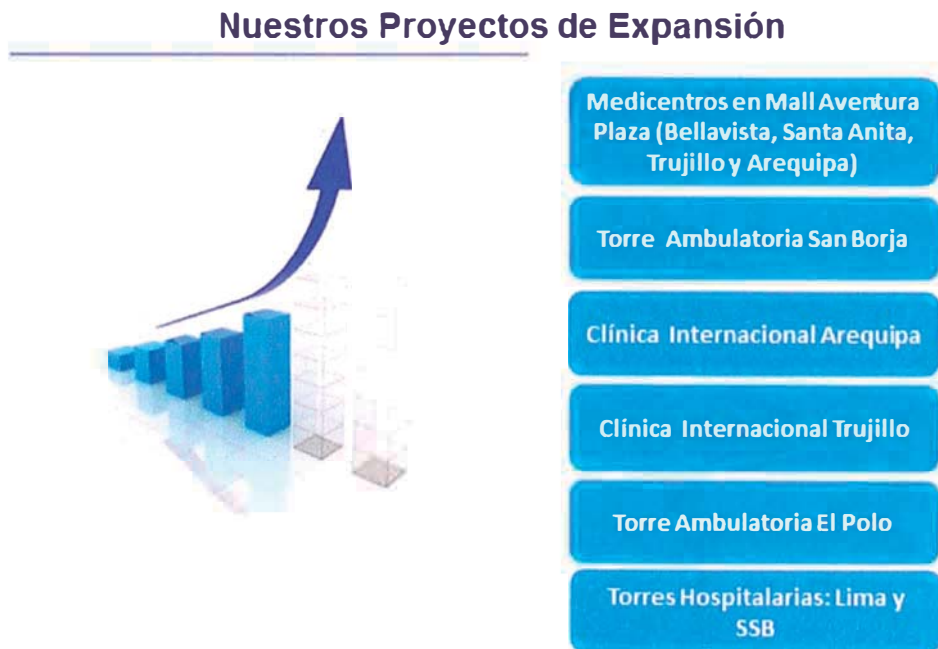 Nuestros Proyectos de Expansión
Medicentros en Mall Aventura
Plaza (Bellavista, Santa Anita,
Trujillo y Arequipa)
Torre Ambulatoria San Borja
Clínica Internacional Arequipa
Clínica Internacional Trujillo
Torre Ambulatoria El Polo
Torres Hospitalarias: Lima y
SSB